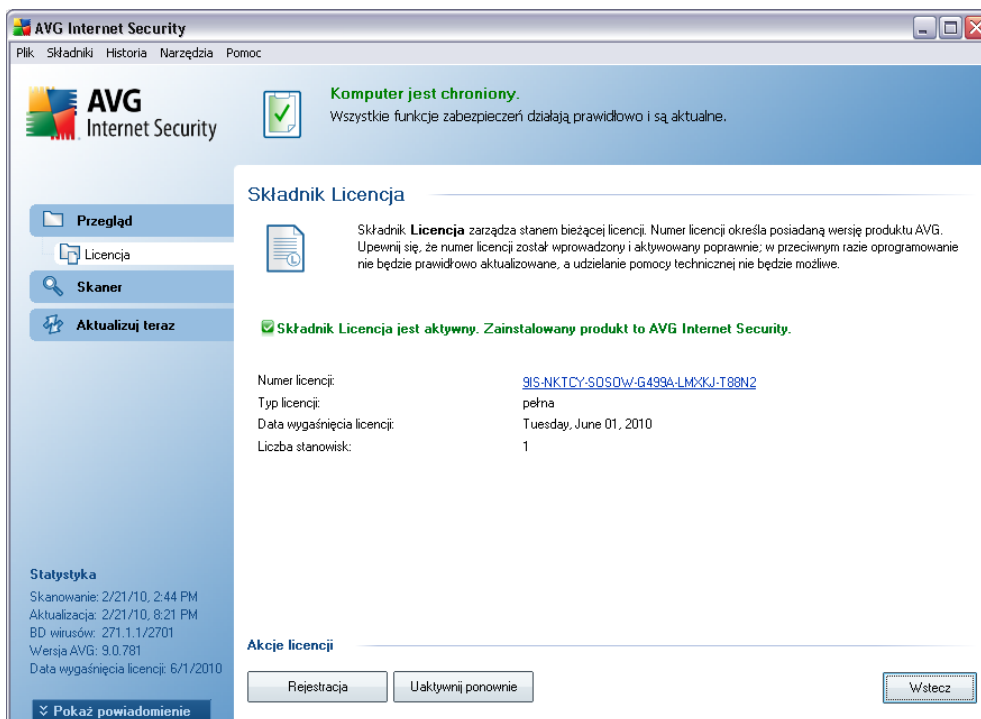 AVG Internet Security
Plik Składniki Historia Narzędzia Pomoc
AVG
Internet Security
Komputer jest chroniony.
Wszystkie funkcje zabezpieczeń działają prawidłowo i są aktualne.
Przegląd
Licencja
Skaner
Aktualizuj teraz
Składnik Licencja
Składnik Licencja zarządza stanem bieżącej licencji. Numer licencji określa posiadaną wersję produktu AVG.
Upewnij się, że numer licencji został wprowadzony i aktywowany poprawnie; w przeciwnym razie oprogramowanie
nie będzie prawidłowo aktualizowane, a udzielanie pomocy technicznej nie będzie możliwe.
Składnik Licencja jest aktywny. Zainstalowany produkt to AVG Internet Security.
Numer licencji: 9IS-NKTCY-SOSOW-G499A-LMXKJ-T88N2
Typ licencji: pełna
Data wygaśnięcia licencji: Tuesday, June 01, 2010
Liczba stanowisk: 1
Statystyka
Skanowanie: 2/21/10, 2:44 PM
Aktualizacja: 2/21/10, 8:21 PM
BD wirusów: 271.1.1/2701
Wersja AVG: 9.0.781
Data wygaśnięcia licencji: 6/1/2010
Pokaż powiadomienie
Akcje licencji
Rejestracja
Uaktywnij ponownie
Wstecz